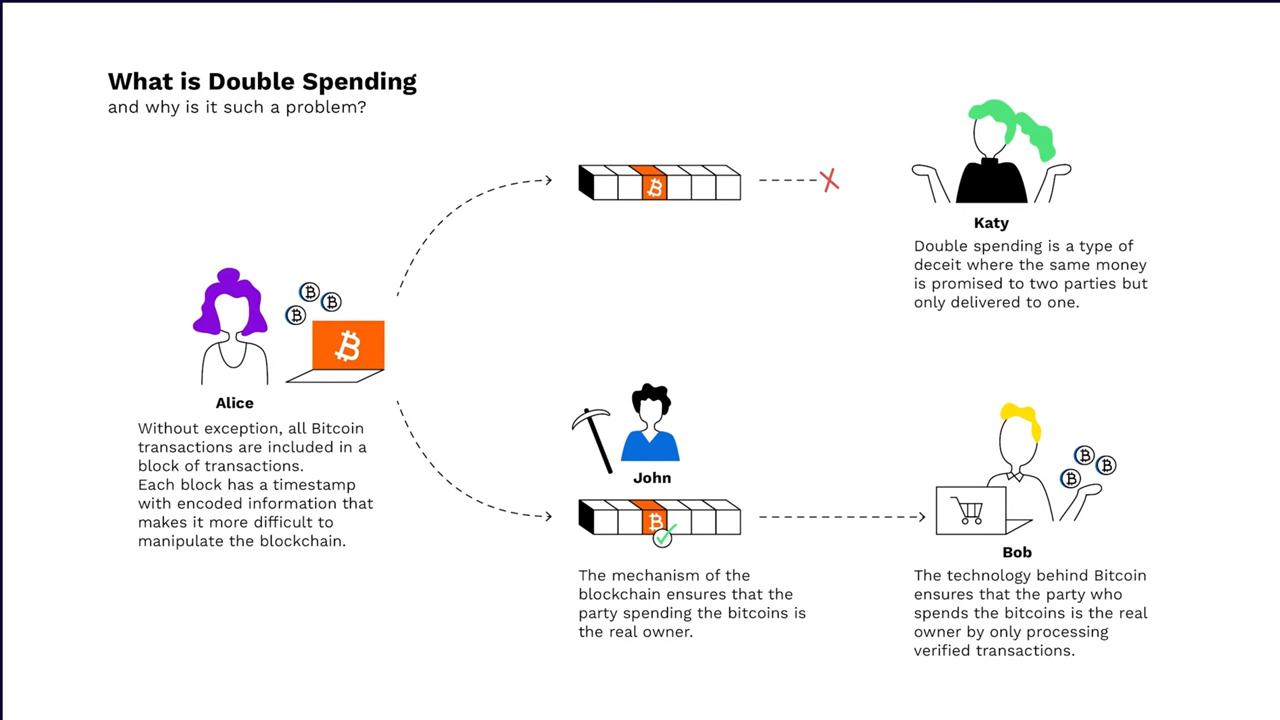 What is Double Spending
and why is it such a problem?
Katy
Double spending is a type of
deceit where the same money
is promised to two parties but
only delivered to one.
Alice
Without exception, all Bitcoin
transactions are included in a
block of transactions.
Each block has a timestamp
with encoded information that
makes it more difficult to
manipulate the blockchain.
John
The mechanism of the
blockchain ensures that the
party spending the bitcoins is
the real owner.
Bob
The technology behind Bitcoin
ensures that the party who
spends the bitcoins is the real
owner by only processing
verified transactions.